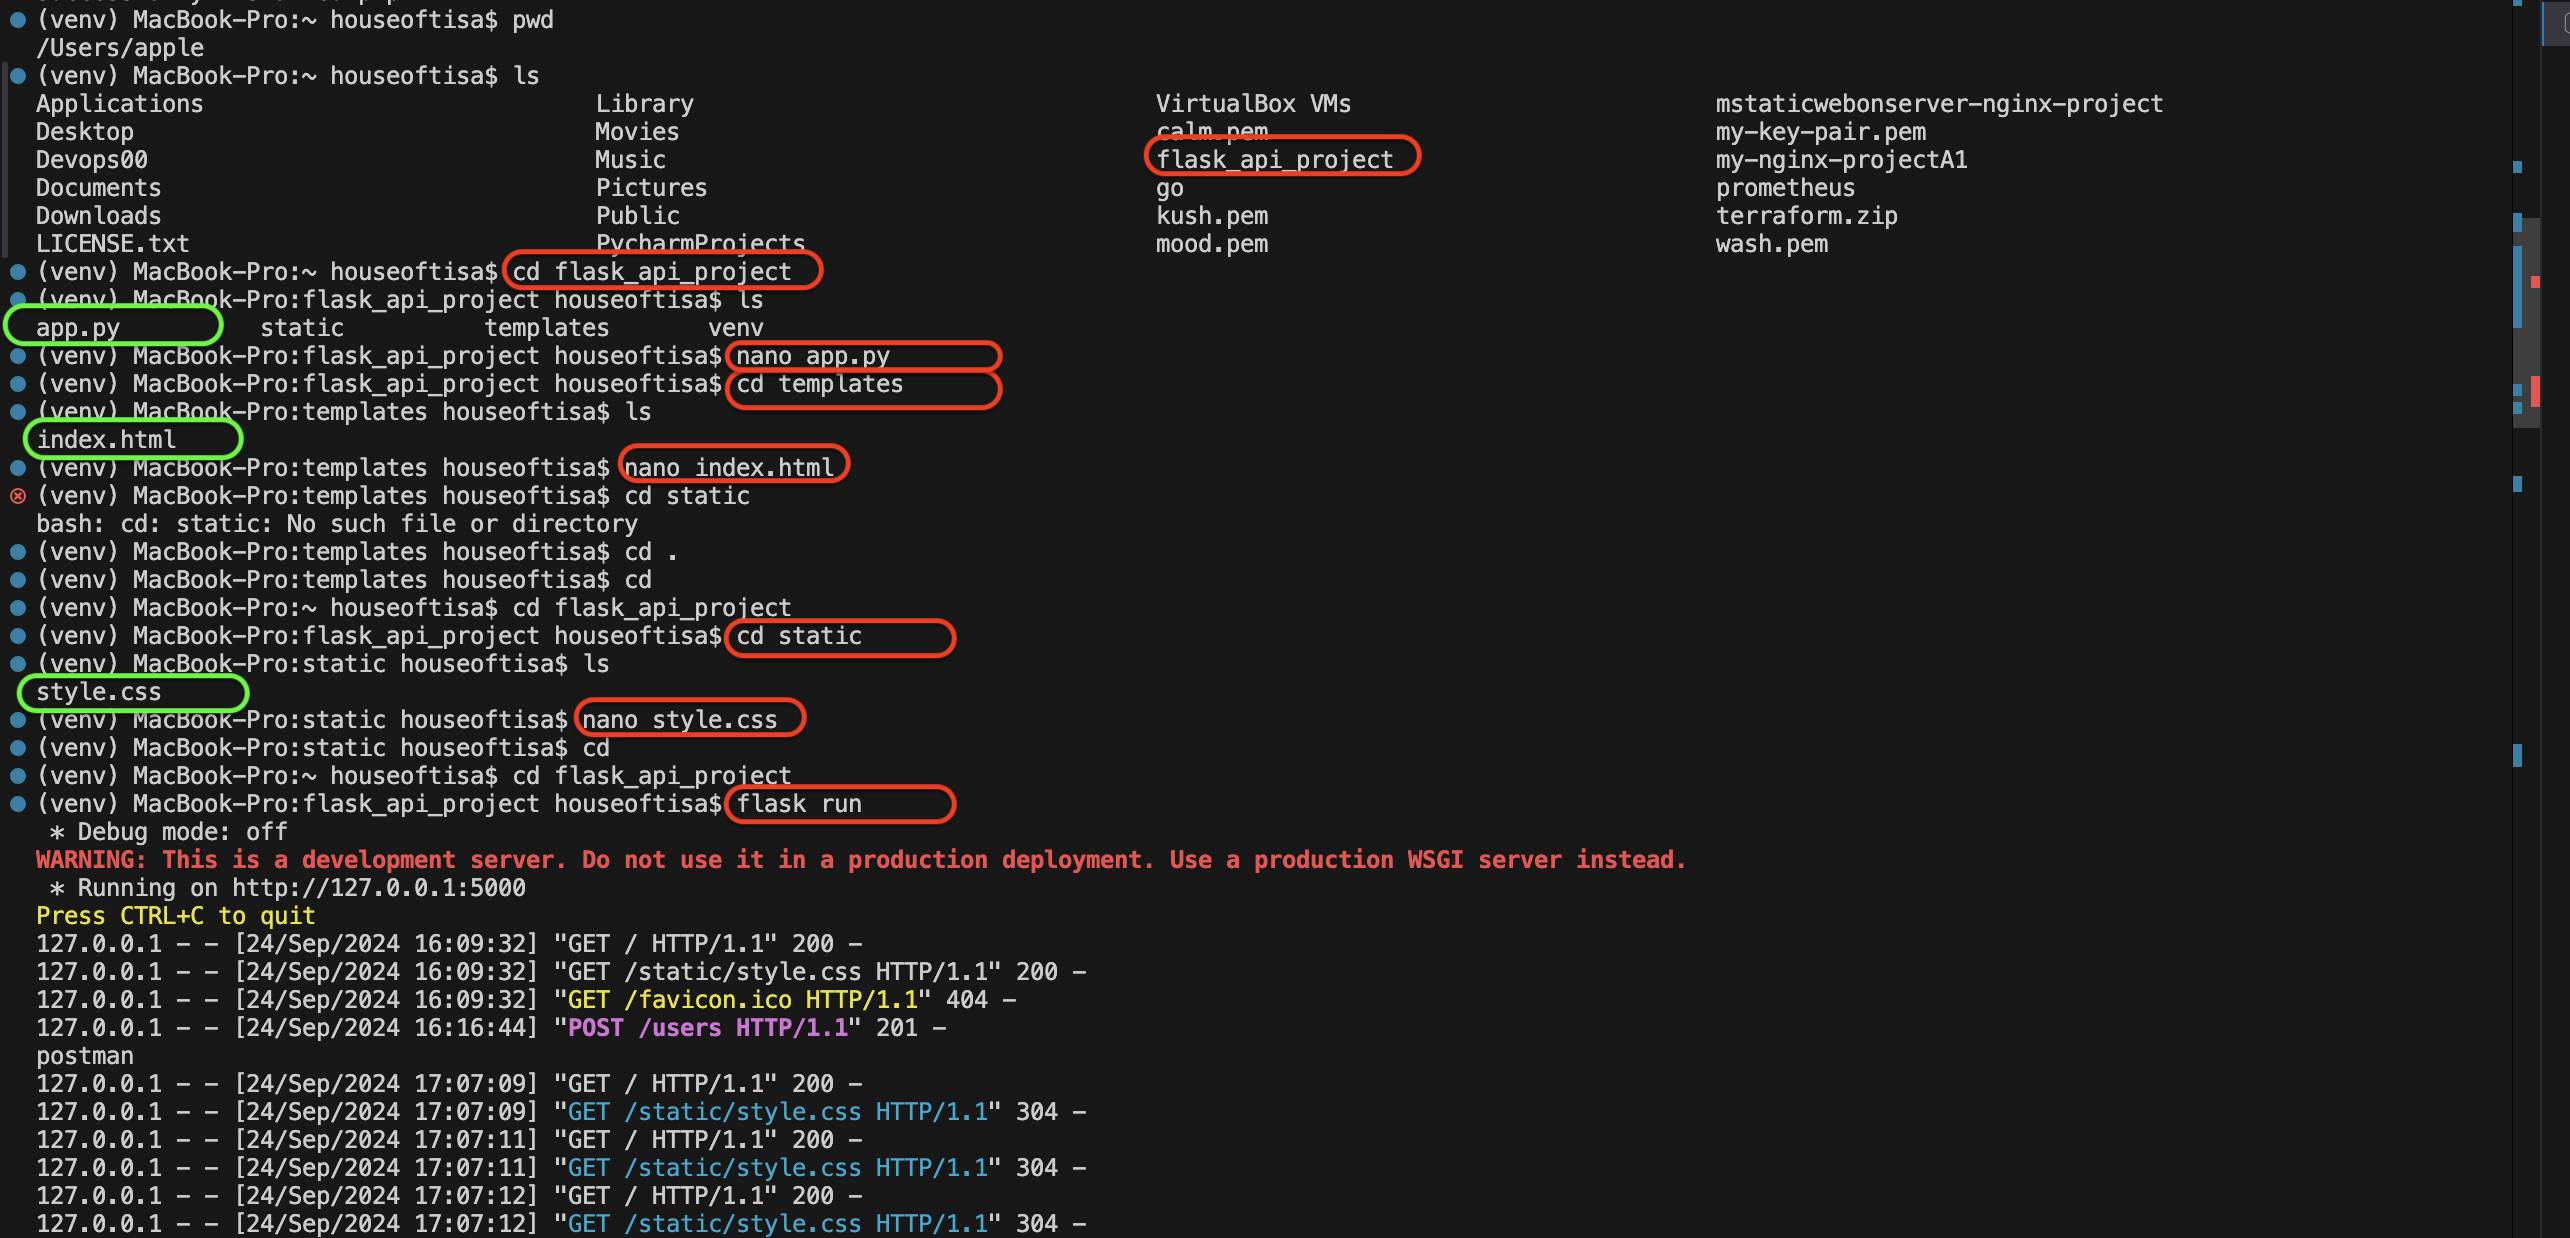 (venv) MacBook-Pro:~ houseoftisa$ pwd
/Users/apple
(venv) MacBook-Pro:~ houseoftisa$ ls
Applications Library VirtualBox VMs mstaticwebonserver-nginx-project
Desktop Movies calm.pem my-key-pair.pem
Devops00 Music flask_api_project my-nginx-projectA1
Documents Pictures go prometheus
Downloads Public kush.pem terraform.zip
LICENSE.txt PycharmProjects mood.pem wash.pem
(venv) MacBook-Pro:~ houseoftisa$ cd flask_api_project
(venv) MacBook-Pro:flask_api_project houseoftisa$ ls
app.py static templates venv
(venv) MacBook-Pro:flask_api_project houseoftisa$ nano app.py
(venv) MacBook-Pro:flask_api_project houseoftisa$ cd templates
(venv) MacBook-Pro:templates houseoftisa$ ls
index.html
(venv) MacBook-Pro:templates houseoftisa$ nano index.html
(venv) MacBook-Pro:templates houseoftisa$ cd static
bash: cd: static: No such file or directory
(venv) MacBook-Pro:templates houseoftisa$ cd .
(venv) MacBook-Pro:templates houseoftisa$ cd
(venv) MacBook-Pro:~ houseoftisa$ cd flask_api_project
(venv) MacBook-Pro:flask_api_project houseoftisa$ cd static
(venv) MacBook-Pro:static houseoftisa$ ls
style.css
(venv) MacBook-Pro:static houseoftisa$ nano style.css
(venv) MacBook-Pro:static houseoftisa$ cd
(venv) MacBook-Pro:~ houseoftisa$ cd flask_api_project
(venv) MacBook-Pro:flask_api_project houseoftisa$ flask run
 * Debug mode: off
WARNING: This is a development server. Do not use it in a production deployment. Use a production WSGI server instead.
 * Running on http://127.0.0.1:5000
Press CTRL+C to quit
127.0.0.1 - - [24/Sep/2024 16:09:32] "GET / HTTP/1.1" 200 -
127.0.0.1 - - [24/Sep/2024 16:09:32] "GET /static/style.css HTTP/1.1" 200 -
127.0.0.1 - - [24/Sep/2024 16:09:32] "GET /favicon.ico HTTP/1.1" 404 -
127.0.0.1 - - [24/Sep/2024 16:16:44] "POST /users HTTP/1.1" 201 -
postman
127.0.0.1 - - [24/Sep/2024 17:07:09] "GET / HTTP/1.1" 200 -
127.0.0.1 - - [24/Sep/2024 17:07:09] "GET /static/style.css HTTP/1.1" 304 -
127.0.0.1 - - [24/Sep/2024 17:07:11] "GET / HTTP/1.1" 200 -
127.0.0.1 - - [24/Sep/2024 17:07:11] "GET /static/style.css HTTP/1.1" 304 -
127.0.0.1 - - [24/Sep/2024 17:07:12] "GET / HTTP/1.1" 200 -
127.0.0.1 - - [24/Sep/2024 17:07:12] "GET /static/style.css HTTP/1.1" 304 -